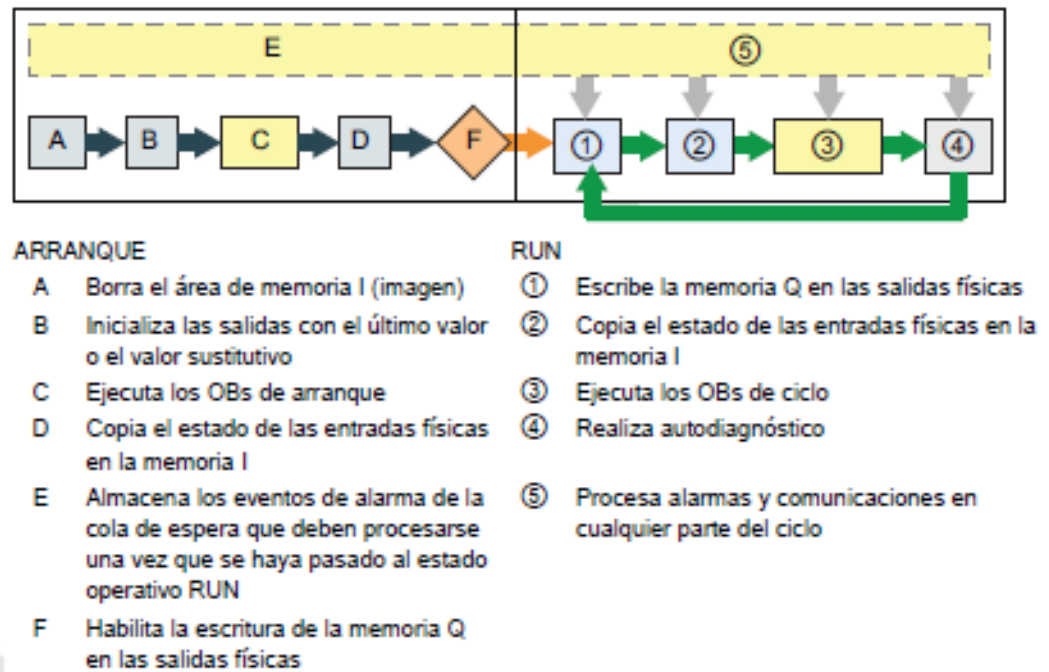 E
⑤
A
B
C
D
F
①
②
③
④
ARRANQUE
A Borra el área de memoria I (imagen)
B Inicializa las salidas con el último valor
o el valor sustitutivo
C Ejecuta los OBs de arranque
D Copia el estado de las entradas físicas
en la memoria I
E Almacena los eventos de alarma de la
cola de espera que deben procesarse
una vez que se haya pasado al estado
operativo RUN
F Habilita la escritura de la memoria Q
en las salidas físicas
RUN
① Escribe la memoria Q en las salidas físicas
② Copia el estado de las entradas físicas en la
memoria I
③ Ejecuta los OBs de ciclo
④ Realiza autodiagnóstico
⑤ Procesa alarmas y comunicaciones en
cualquier parte del ciclo